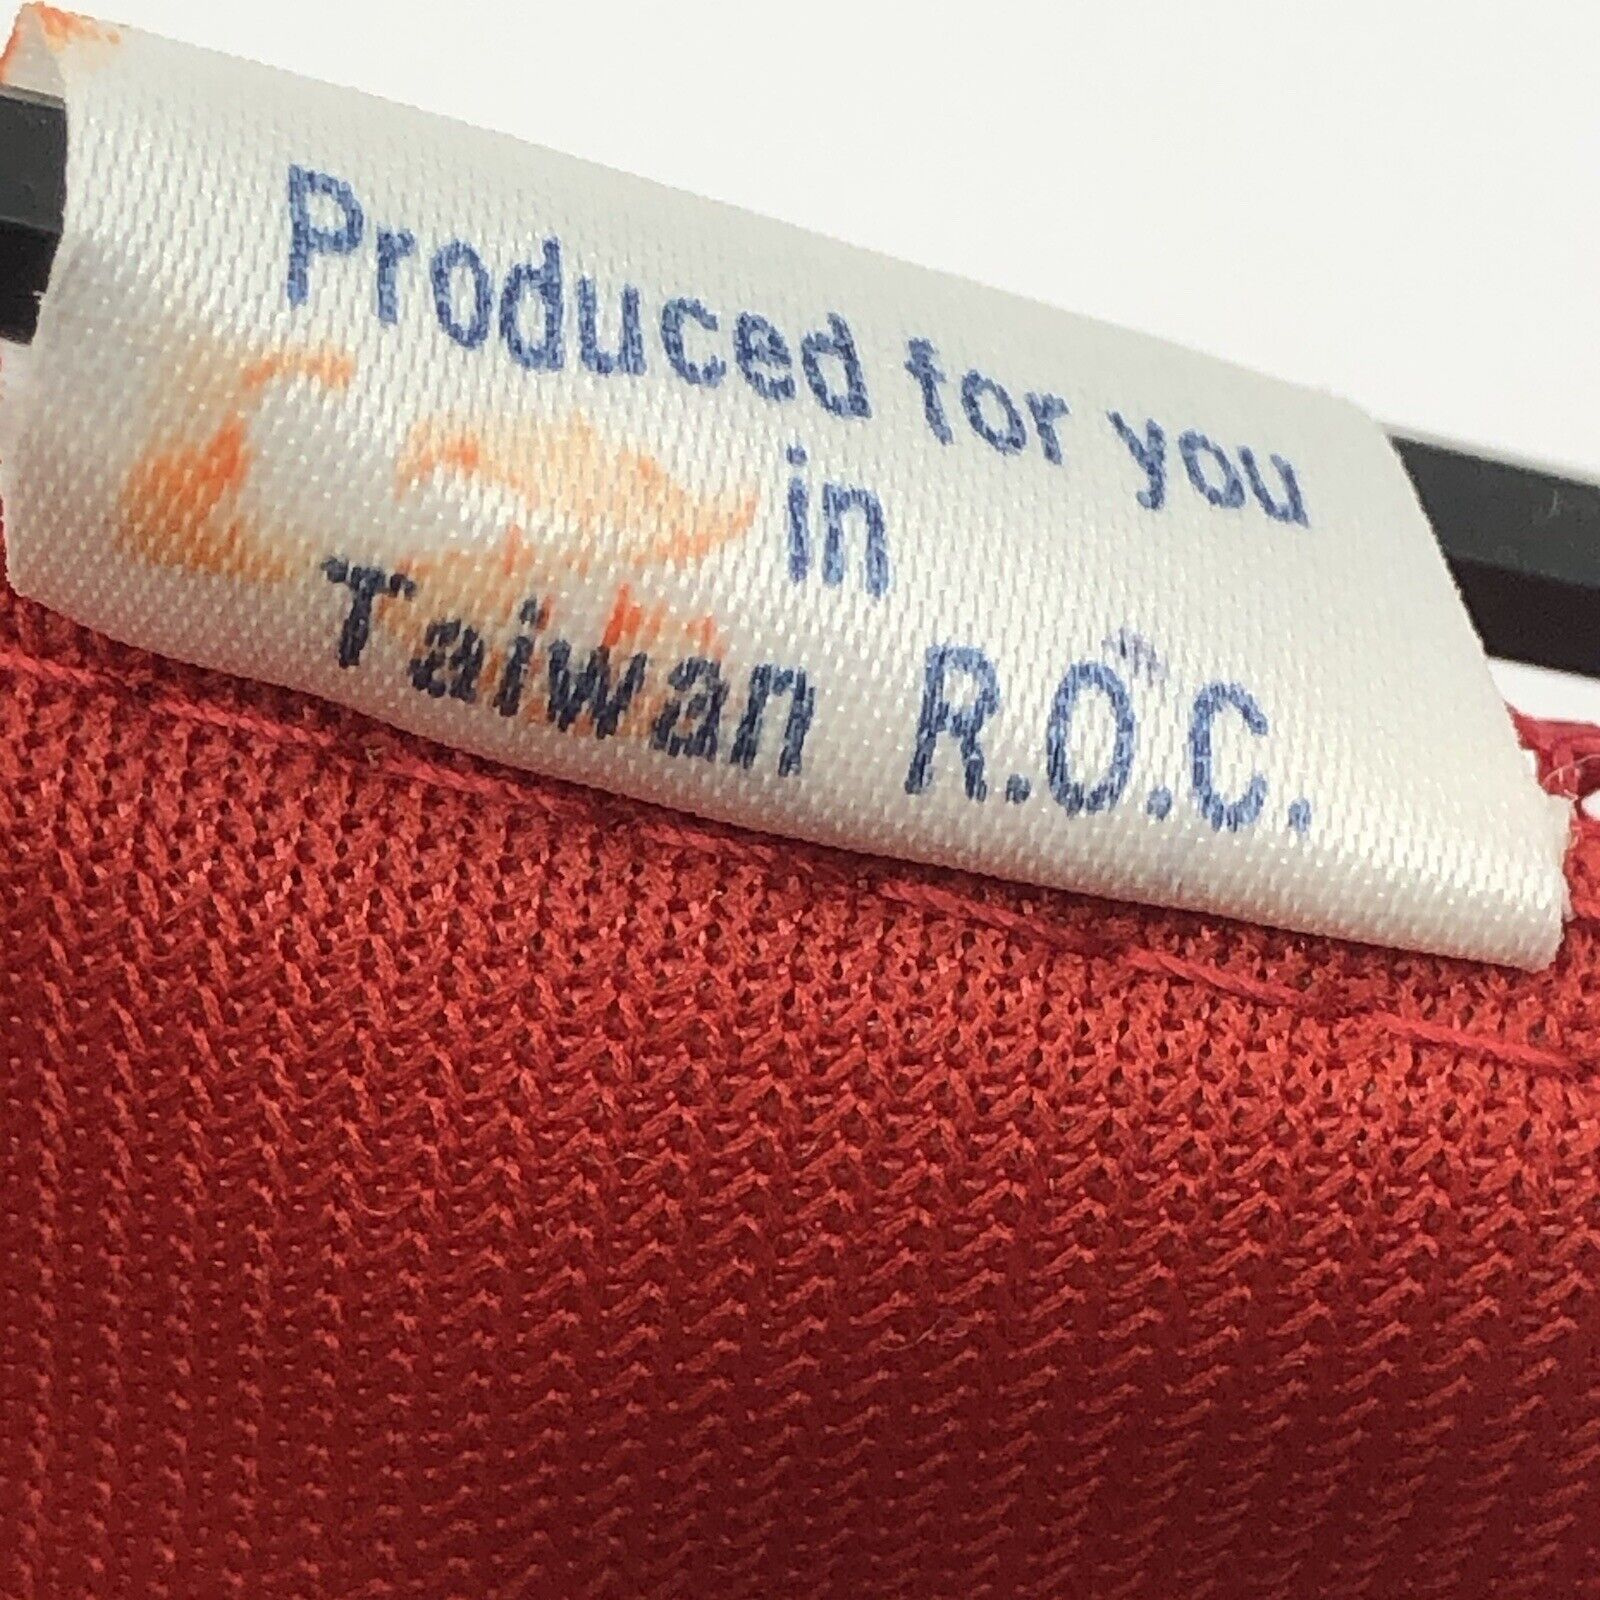 Produced for you
in
Taiwan R.O.C.